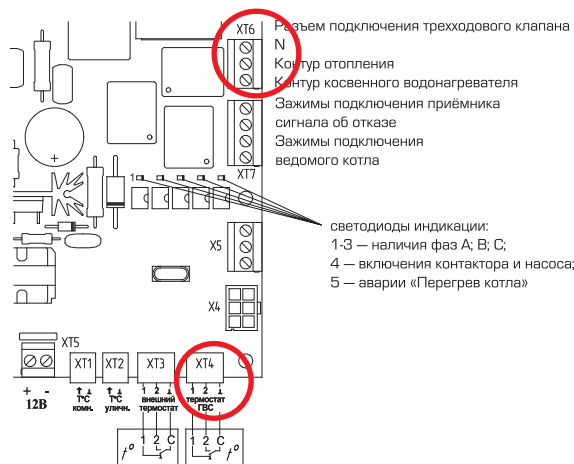 XT6
Разъем подключения трехходового клапана
N
Контур отопления
Контур косвенного водонагревателя
Зажимы подключения приёмника
сигнала об отказе
Зажимы подключения
ведомого котла
XT7
1
+
светодиоды индикации:
1-3 — наличия фаз А; В; С;
4 — включения контактора и насоса;
5 — аварии «Перегрев котла»
X5
X4
XT5
XT1
XT2
XT3
XT4
+ -
12В
T°C
комн.
T°C
уличн.
1 2
внешний
термостат
1 2
термостат
ГВС
1 2 C
t°
1 2 C
t°